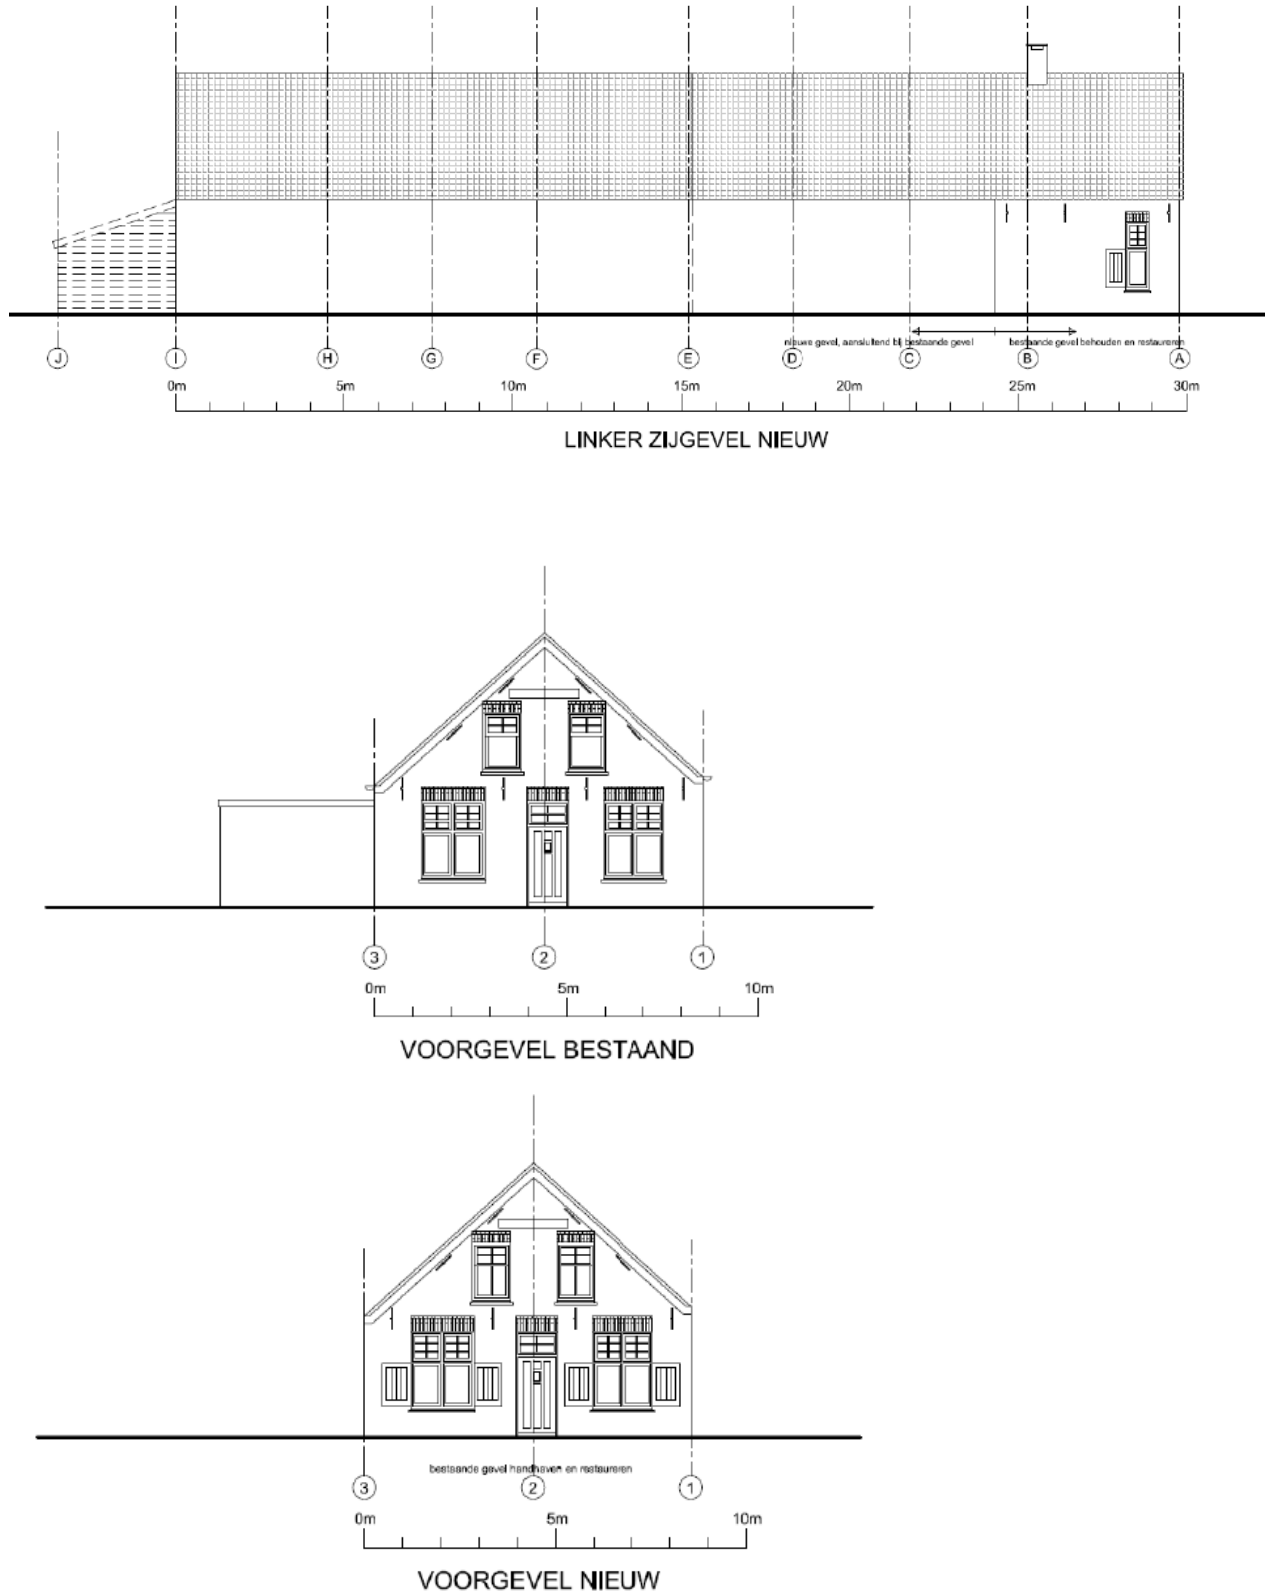 nieuwe gevel, aansluitend bij bestaande gevel bestaande gevel behouden en restaureren
J I H G F E D C B A
0m 5m 10m 15m 20m 25m 30m
LINKER ZIJGEVEL NIEUW
3 2 1
0m 5m 10m
VOORGEVEL BESTAAND
bestaande gevel handhaven en restaureren
3 2 1
0m 5m 10m
VOORGEVEL NIEUW